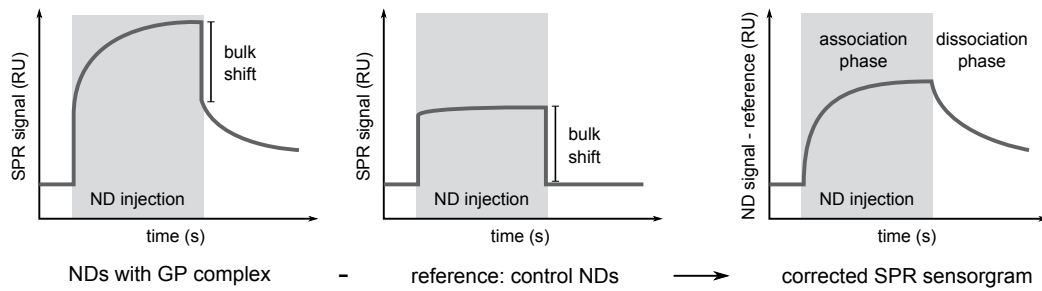 SPR signal (RU)
bulk
shift
ND injection
time (s)
NDs with GP complex
-
SPR signal (RU)
bulk
shift
ND injection
time (s)
reference: control NDs
ND signal - reference (RU)
association
phase
dissociation
phase
ND injection
time (s)
corrected SPR sensorgram